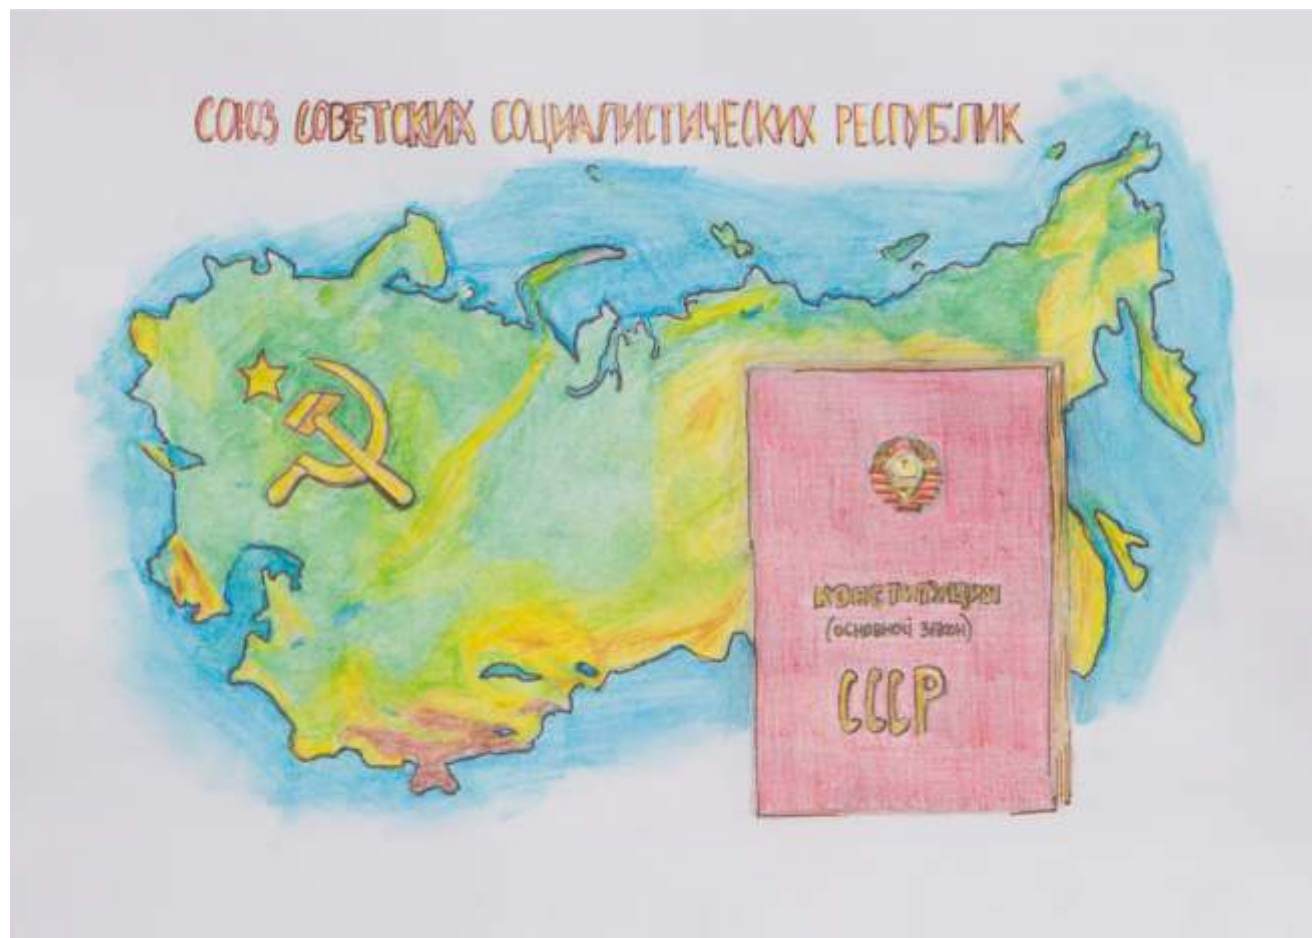 СОЮЗ СОВЕТСКИХ СОЦИАЛИСТИЧЕСКИХ РЕСПУБЛИК
КОНСТИТУЦИЯ
(ОСНОВНОЙ ЗАКОН)
СССР